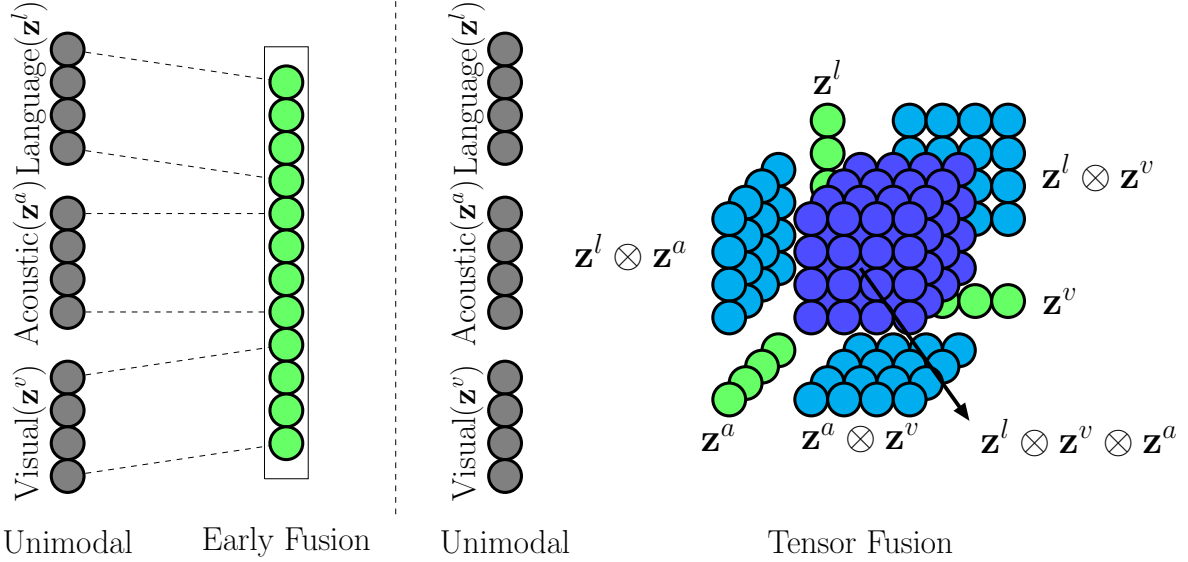 Language(z^l)
Acoustic(z^a)
Visual(z^v)
Unimodal
Early Fusion
Language(z^l)
Acoustic(z^a)
Visual(z^v)
Unimodal
z^l
z^l ⊗ z^v
z^l ⊗ z^a
z^v
z^a
z^a ⊗ z^v
z^l ⊗ z^v ⊗ z^a
Tensor Fusion